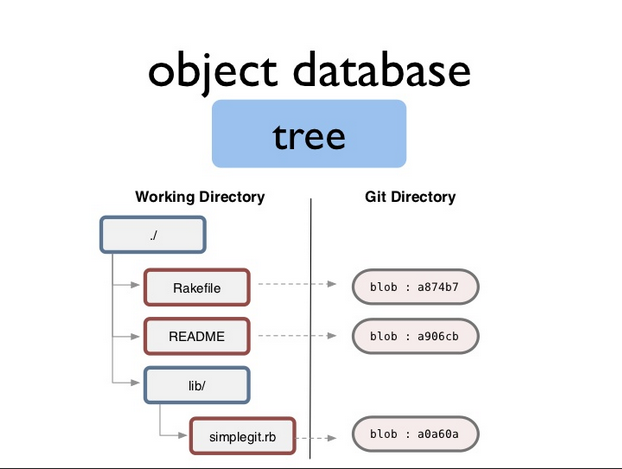 object database
tree
Working Directory Git Directory
./
Rakefile blob : a874b7
README blob : a906cb
lib/
simplegit.rb blob : a0a60a